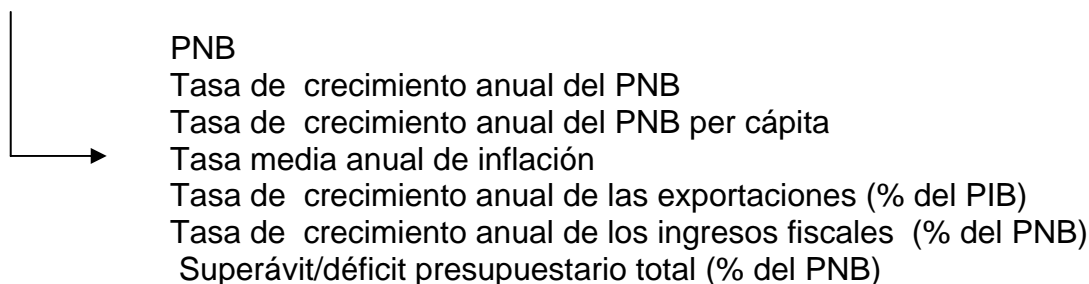 PNB
Tasa de crecimiento anual del PNB
Tasa de crecimiento anual del PNB per cápita
Tasa media anual de inflación
Tasa de crecimiento anual de las exportaciones (% del PIB)
Tasa de crecimiento anual de los ingresos fiscales (% del PNB)
Superávit/déficit presupuestario total (% del PNB)